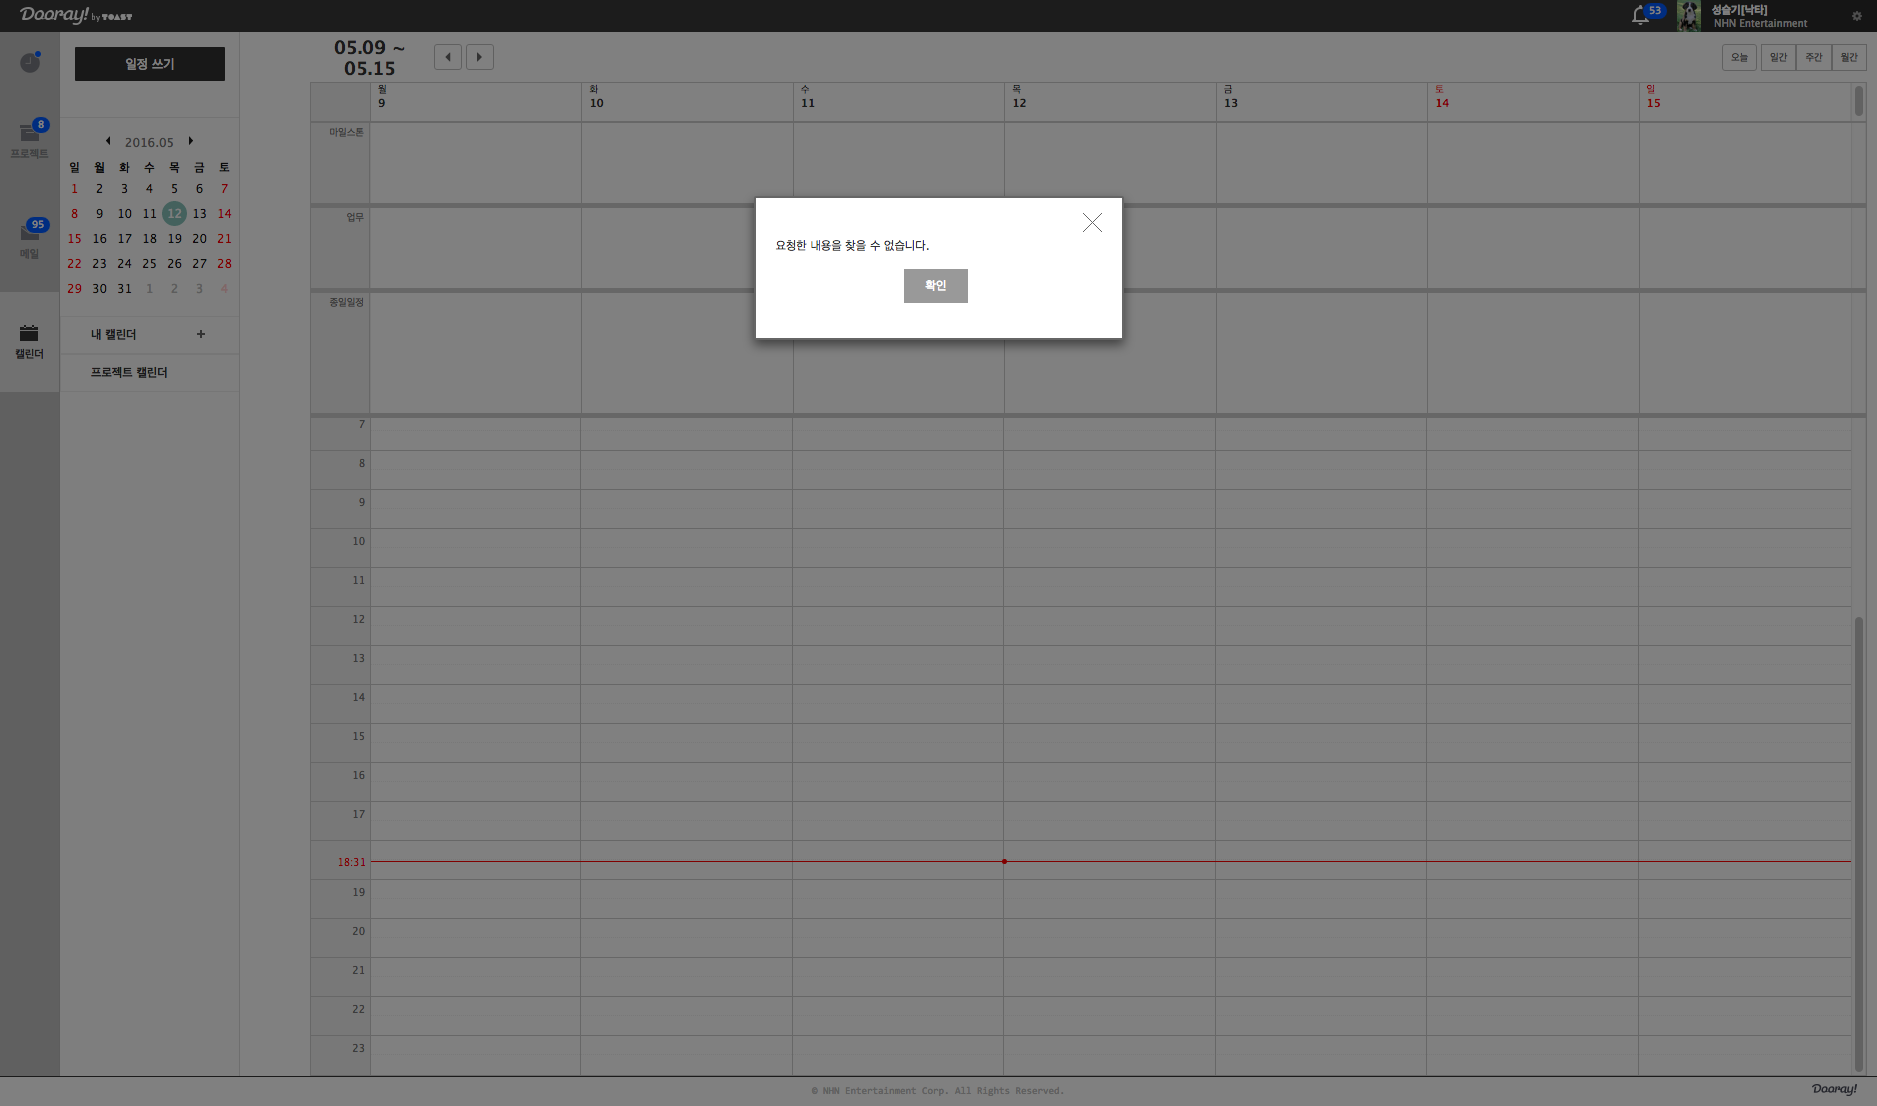 Dooray! by TOAST
53
성슬기[낙타]
NHN Entertainment
일정 쓰기
8
프로젝트
95
메일
캘린더
2016.05
일 월 화 수 목 금 토
1 2 3 4 5 6 7
8 9 10 11 12 13 14
15 16 17 18 19 20 21
22 23 24 25 26 27 28
29 30 31 1 2 3 4
내 캘린더 +
프로젝트 캘린더
05.09 ~
05.15
오늘 일간 주간 월간
월 화 수 목 금 토 일
9 10 11 12 13 14 15
마일스톤
업무
종일일정
요청한 내용을 찾을 수 없습니다.
확인
7
8
9
10
11
12
13
14
15
16
17
18:31
19
20
21
22
23
© NHN Entertainment Corp. All Rights Reserved.
Dooray!